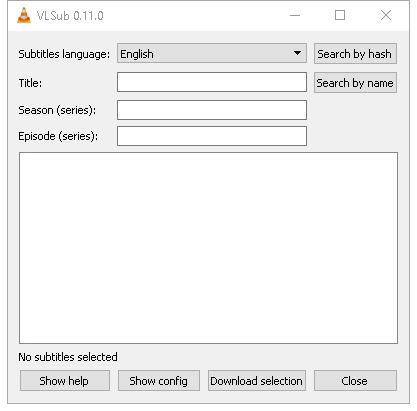 VLSub 0.11.0
Subtitles language: English Search by hash
Title: Search by name
Season (series):
Episode (series):
No subtitles selected
Show help Show config Download selection Close